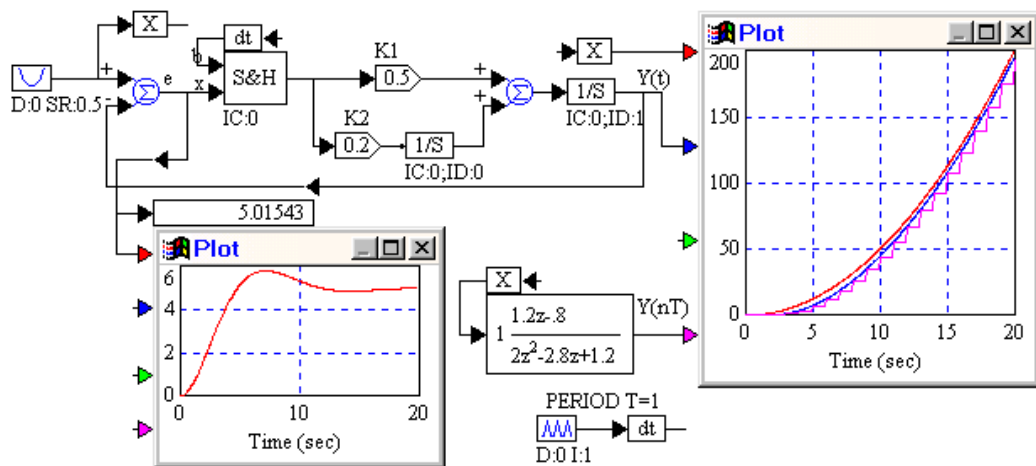 X
dt
b
+
e
x
S&H
Σ
-
D:0 SR:0.5
IC:0
K1
0.5
K2
0.2
1/S
IC:0;ID:0
+
+
Σ
1/S
IC:0;ID:1
X
Y(t)
Plot
200
150
100
50
0
0
5
10
15
20
Time (sec)
5.01543
Plot
6
4
2
0
0
10
20
Time (sec)
X
1
1.2z-.8
2z²-2.8z+1.2
Y(nT)
PERIOD T=1
dt
D:0 I:1